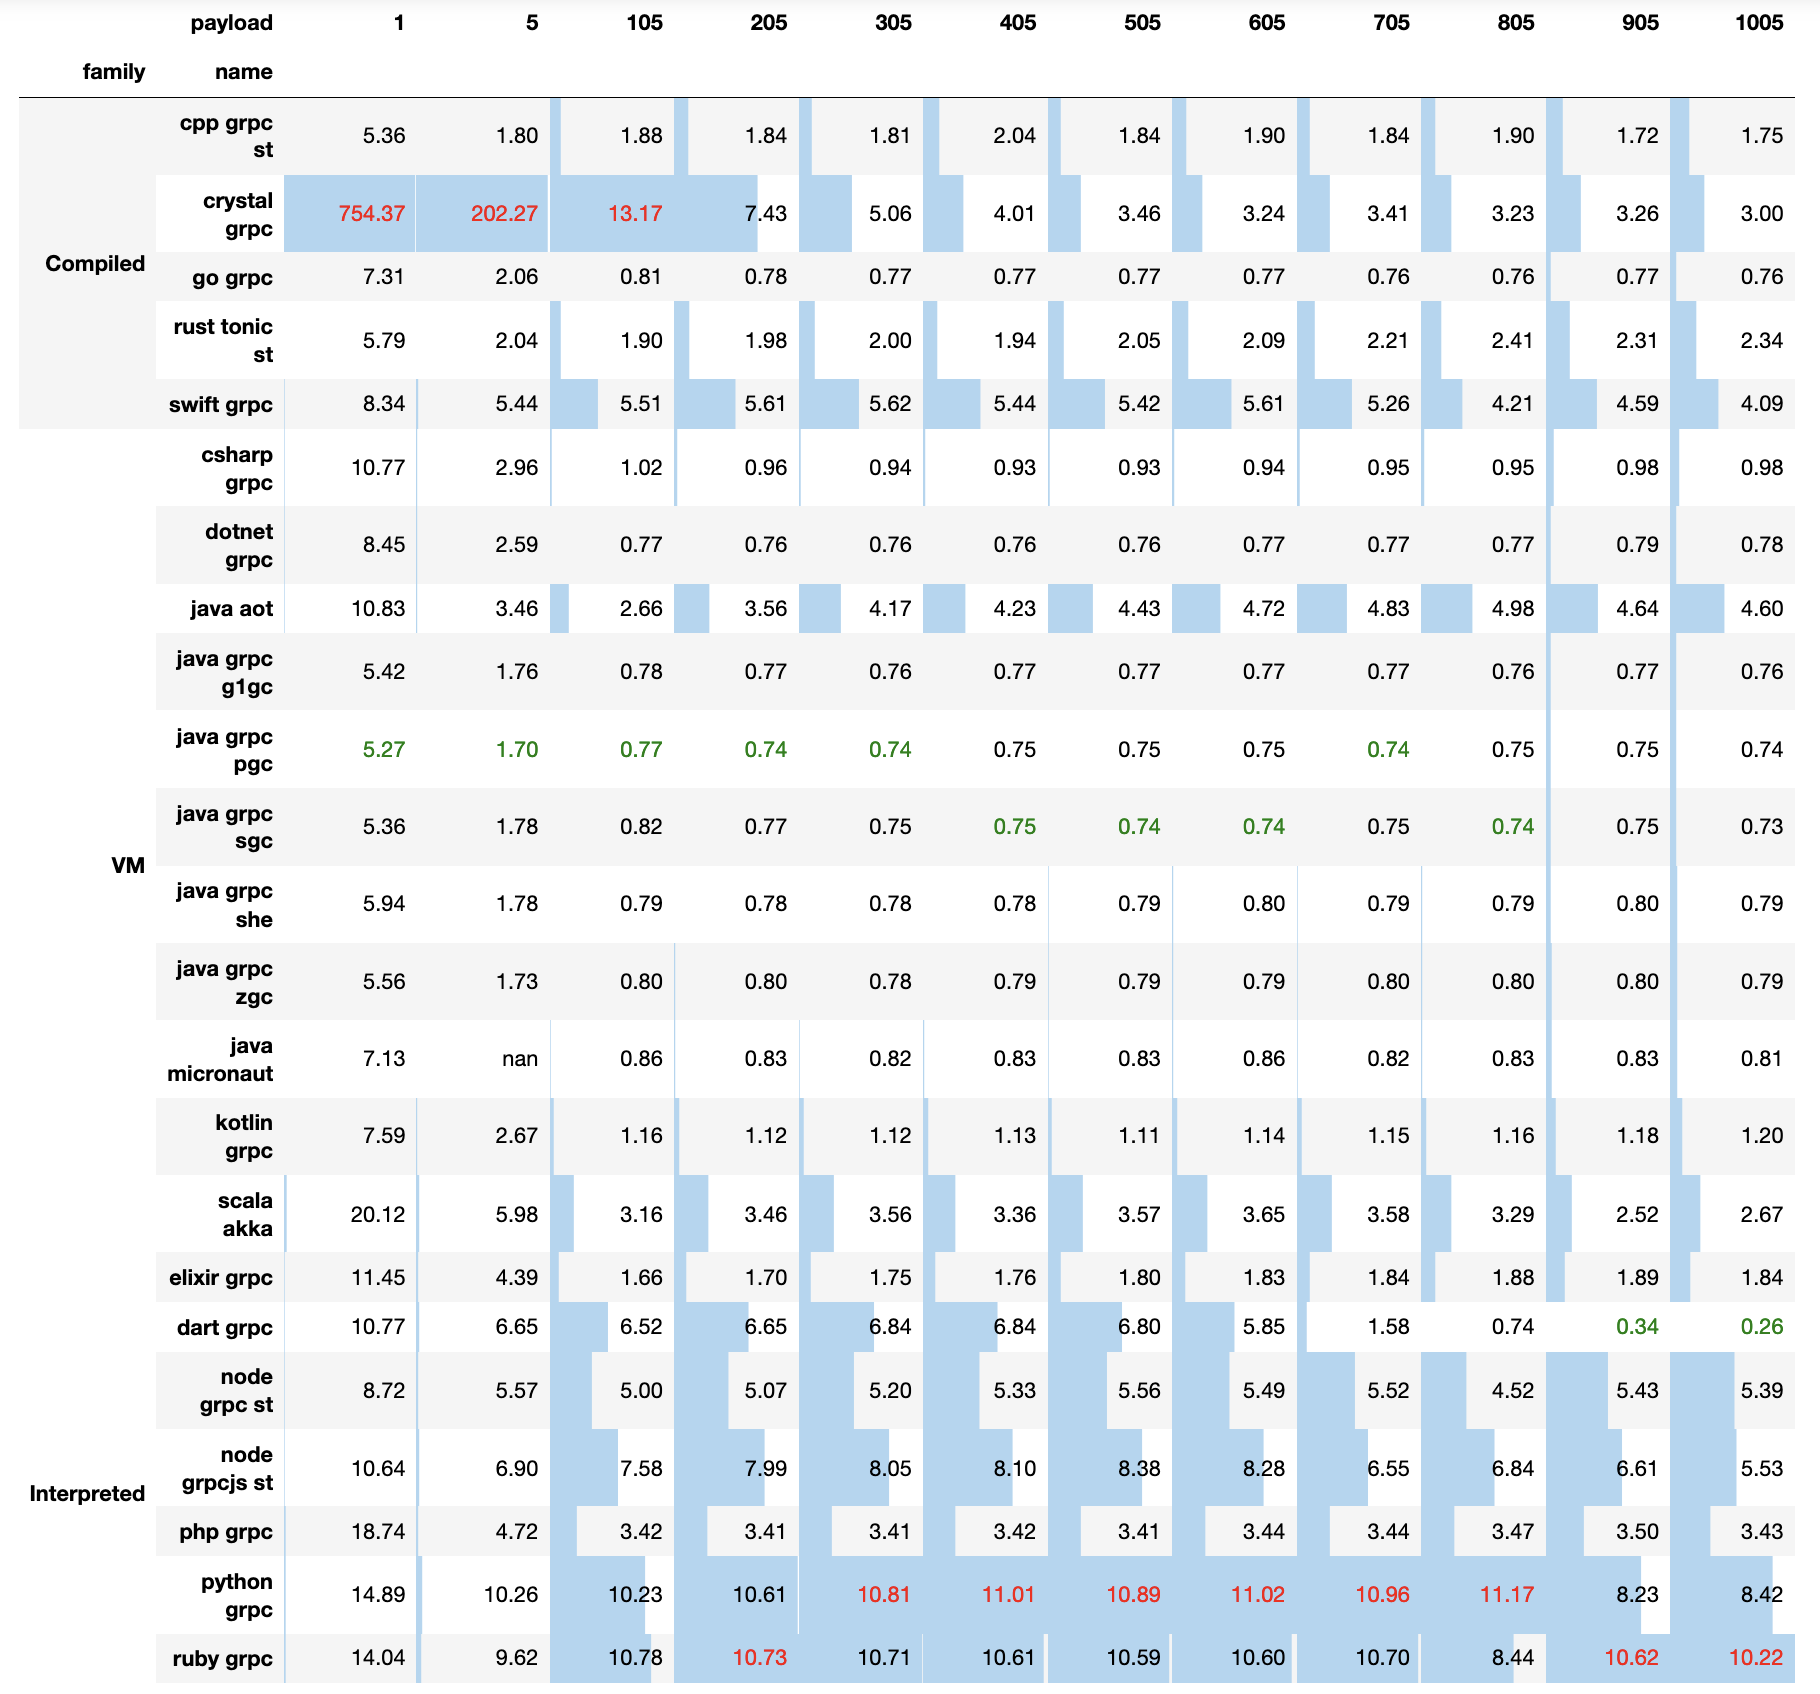 payload 1 5 105 205 305 405 505 605 705 805 905 1005
family name
Compiled
cpp grpc
st
5.36 1.80 1.88 1.84 1.81 2.04 1.84 1.90 1.84 1.90 1.72 1.75
crystal
grpc
754.37 202.27 13.17 7.43 5.06 4.01 3.46 3.24 3.41 3.23 3.26 3.00
go grpc 7.31 2.06 0.81 0.78 0.77 0.77 0.77 0.77 0.76 0.76 0.77 0.76
rust tonic
st
5.79 2.04 1.90 1.98 2.00 1.94 2.05 2.09 2.21 2.41 2.31 2.34
swift grpc 8.34 5.44 5.51 5.61 5.62 5.44 5.42 5.61 5.26 4.21 4.59 4.09
VM
csharp
grpc
10.77 2.96 1.02 0.96 0.94 0.93 0.93 0.94 0.95 0.95 0.98 0.98
dotnet
grpc
8.45 2.59 0.77 0.76 0.76 0.76 0.76 0.77 0.77 0.77 0.79 0.78
java aot 10.83 3.46 2.66 3.56 4.17 4.23 4.43 4.72 4.83 4.98 4.64 4.60
java grpc
g1gc
5.42 1.76 0.78 0.77 0.76 0.77 0.77 0.77 0.77 0.76 0.77 0.76
java grpc
pgc
5.27 1.70 0.77 0.74 0.74 0.75 0.75 0.75 0.74 0.75 0.75 0.74
java grpc
sgc
5.36 1.78 0.82 0.77 0.75 0.75 0.74 0.74 0.75 0.74 0.75 0.73
java grpc
she
5.94 1.78 0.79 0.78 0.78 0.78 0.79 0.80 0.79 0.79 0.80 0.79
java grpc
zgc
5.56 1.73 0.80 0.80 0.78 0.79 0.79 0.79 0.80 0.80 0.80 0.79
java
micronaut
7.13 nan 0.86 0.83 0.82 0.83 0.83 0.86 0.82 0.83 0.83 0.81
kotlin
grpc
7.59 2.67 1.16 1.12 1.12 1.13 1.11 1.14 1.15 1.16 1.18 1.20
scala
akka
20.12 5.98 3.16 3.46 3.56 3.36 3.57 3.65 3.58 3.29 2.52 2.67
elixir grpc 11.45 4.39 1.66 1.70 1.75 1.76 1.80 1.83 1.84 1.88 1.89 1.84
Interpreted
dart grpc 10.77 6.65 6.52 6.65 6.84 6.84 6.80 5.85 1.58 0.74 0.34 0.26
node
grpc st
8.72 5.57 5.00 5.07 5.20 5.33 5.56 5.49 5.52 4.52 5.43 5.39
node
grpcjs st
10.64 6.90 7.58 7.99 8.05 8.10 8.38 8.28 6.55 6.84 6.61 5.53
php grpc 18.74 4.72 3.42 3.41 3.41 3.42 3.41 3.44 3.44 3.47 3.50 3.43
python
grpc
14.89 10.26 10.23 10.61 10.81 11.01 10.89 11.02 10.96 11.17 8.23 8.42
ruby grpc 14.04 9.62 10.78 10.73 10.71 10.61 10.59 10.60 10.70 8.44 10.62 10.22